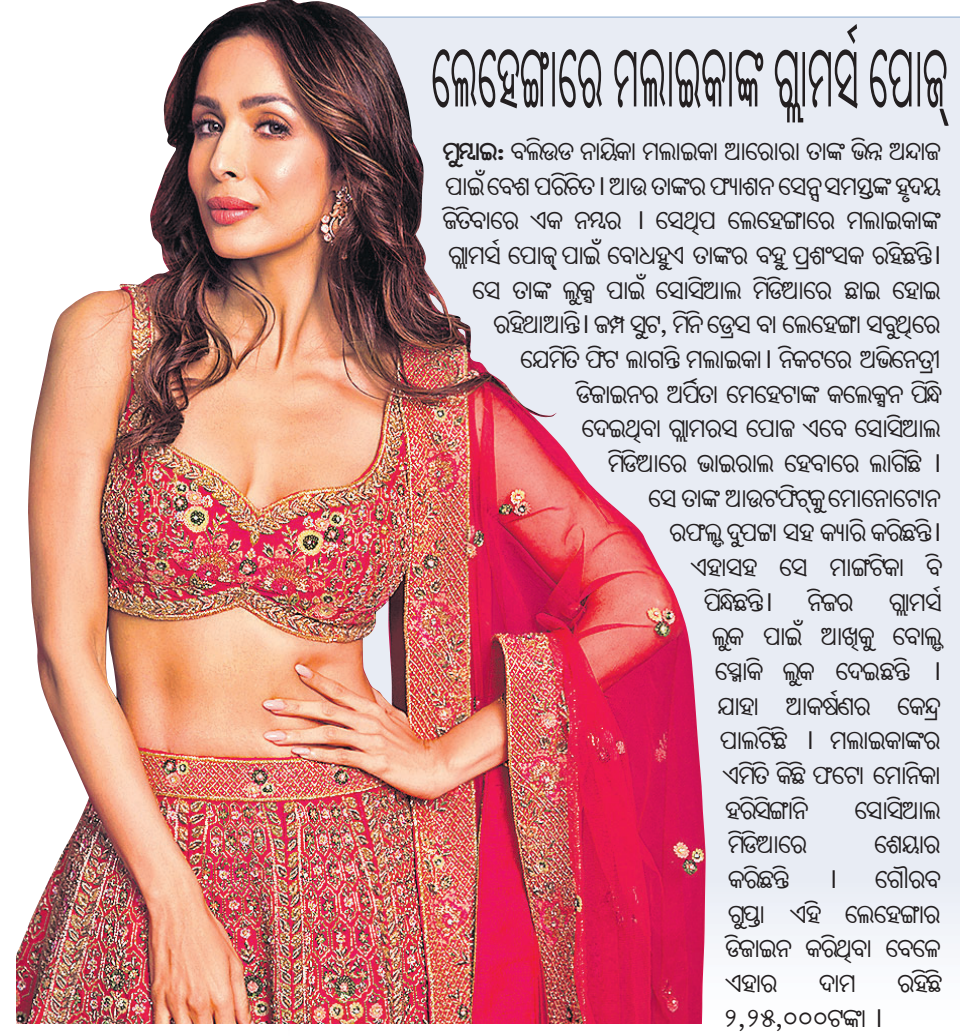 ଲେହେଙ୍ଗାରେ ମଲାଇକାଙ୍କ ଗ୍ଲାମର୍ସ ପୋଜ୍
ମୁମ୍ବାଇ: ବଲିଉଡ ନାୟିକା ମଲାଇକା ଆରୋରା ତାଙ୍କ ଭିନ୍ନ ଅନ୍ଦାଜ
ପାଇଁ ବେଶ ପରିଚିତ । ଆଉ ତାଙ୍କର ଫ୍ୟାଶନ ସେନ୍ସ ସମସ୍ତଙ୍କ ହୃଦୟ
ଜିତିବାରେ ଏକ ନମ୍ବର । ସେଥିପ ଲେହେଙ୍ଗାରେ ମଲାଇକାଙ୍କ
ଗ୍ଲାମର୍ସ ପୋଜ୍ ପାଇଁ ବୋଧହୁଏ ତାଙ୍କର ବହୁ ପ୍ରଶଂସକ ରହିଛନ୍ତି ।
ସେ ତାଙ୍କ ଲୁକ୍ସ ପାଇଁ ସୋସିଆଲ ମିଡିଆରେ ଛାଇ ହୋଇ
ରହିଥାଆନ୍ତି । ଜମ୍ପ ସୁଟ, ମିନି ଡ୍ରେସ ବା ଲେହେଙ୍ଗା ସବୁଥିରେ
ଯେମିତି ଫିଟ ଲାଗନ୍ତି ମଲାଇକା । ନିକଟରେ ଅଭିନେତ୍ରୀ
ଡିଜାଇନର ଅର୍ପିତା ମେହେଟାଙ୍କ କଲେକ୍ସନ ପିନ୍ଧି
ଦେଇଥିବା ଗ୍ଲାମରସ ପୋଜ ଏବେ ସୋସିଆଲ
ମିଡିଆରେ ଭାଇରାଲ ହେବାରେ ଲାଗିଛି ।
ସେ ତାଙ୍କ ଆଉଟଫିଟ୍‌କୁ ମୋନୋଟୋନ
ରଫଲ୍ଡ ଦୁପଟ୍ଟା ସହ କ୍ୟାରି କରିଛନ୍ତି ।
ଏହାସହ ସେ ମାଙ୍ଗଟିକା ବି
ପିନ୍ଧିଛନ୍ତି । ନିଜର ଗ୍ଲାମର୍ସ
ଲୁକ ପାଇଁ ଆଖିକୁ ବୋଲ୍ଡ
ସ୍ମୋକି ଲୁକ ଦେଇଛନ୍ତି ।
ଯାହା ଆକର୍ଷଣର କେନ୍ଦ୍ର
ପାଲଟିଛି । ମଲାଇକାଙ୍କର
ଏମିତି କିଛି ଫଟୋ ମୋନିକା
ହରିସିଙ୍ଗାନି ସୋସିଆଲ
ମିଡିଆରେ ଶେୟାର
କରିଛନ୍ତି । ଗୌରବ
ଗୁପ୍ତା ଏହି ଲେହେଙ୍ଗାର
ଡିଜାଇନ କରିଥିବା ବେଳେ
ଏହାର ଦାମ ରହିଛି
୨,୨୫,୦୦୦ଟଙ୍କା ।